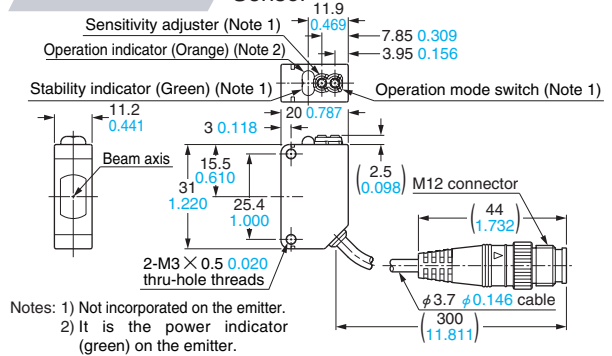 Sensor
11.9
0.469
Sensitivity adjuster (Note 1)
7.85 0.309
Operation indicator (Orange) (Note 2)
3.95 0.156
Stability indicator (Green) (Note 1)
Operation mode switch (Note 1)
11.2
0.441
20 0.787
3 0.118
Beam axis
15.5
0.610
31
1.220
25.4
1.000
(2.5
0.098)
M12 connector
(44
1.732)
2-M3 × 0.5 0.020
thru-hole threads
φ3.7 φ0.146 cable
(300
11.811)
Notes: 1) Not incorporated on the emitter.
2) It is the power indicator
(green) on the emitter.